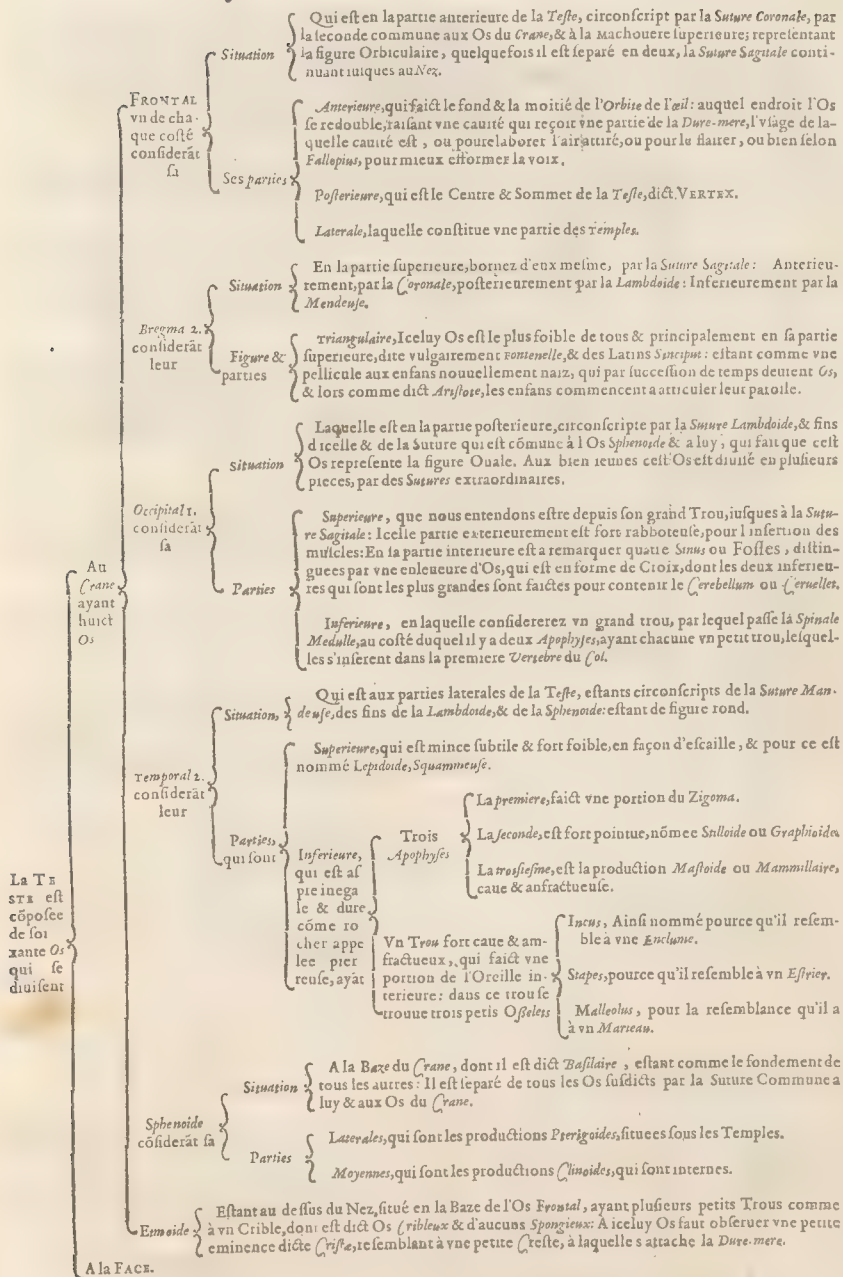 Qui eſt en la partie anterieure de la Teſte, circonſcript par la Suture Coronale, par
la ſeconde commune aux Os du Crane, & à la Machouere ſuperieure; repreſentant
la figure Orbiculaire, quelquefois il eſt ſeparé en deux, la Suture Sagitale conti-
nuant iuſques au Nez.
Situation
FRONTAL
vn de cha-
que coſté
conſiderāt
ſa
Anterieure, qui faict le fond & la moitié de l'Orbite de l'œil: auquel endroit l'Os
ſe redouble, faiſant vne cauité qui reçoit vne partie de la Dure-mere, l'vſage de la-
quelle cauité eſt, ou pour elaborer l'air attiré, ou pour le flairer, ou bien ſelon
Fallopius, pour mieux efformer la voix.
Ses parties
Poſterieure, qui eſt le Centre & Sommet de la Teſte, dict VERTEX.
Laterale, laquelle conſtitue vne partie des Temples.
En la partie ſuperieure, bornez d'eux meſme, par la Suture Sagitale: Anterieu-
rement, par la Coronale, poſterieurement par la Lambdoide: Inferieurement par la
Mendeuſe.
Situation
Bregma 2.
conſiderāt
leur
Triangulaire, Iceluy Os eſt le plus foible de tous & principalement en ſa partie
ſuperieure, dite vulgairement Fontenelle, & des Latins Sinciput: eſtant comme vne
pellicule aux enfans nouuellement naiz, qui par ſucceſſion de temps deuient Os,
& lors comme dict Ariſtote, les enfans commencent a articuler leur parolle.
Figure &
parties
Laquelle eſt en la partie poſterieure, circonſcripte par la Suture Lambdoide, & fins
d'icelle & de la Suture qui eſt cōmune à l'Os Sphenoide & a luy, qui fait que ceſt
Os repreſente la figure Ouale. Aux bien ieunes ceſt Os eſt diuiſé en pluſieurs
pieces, par des Sutures extraordinaires.
Situation
Occipital 1.
conſiderāt
ſa
Superieure, que nous entendons eſtre depuis ſon grand Trou, iuſques à la Sutu-
re Sagitale: Icelle partie exterieurement eſt fort rabboteuſe, pour l'inſertion des
muſcles: En la partie interieure eſt a remarquer quatre Sinus ou Foſſes, diſtin-
guees par vne enleueure d'Os, qui eſt en forme de Croix, dont les deux inferieu-
res qui ſont les plus grandes ſont faictes pour contenir le Cerebellum ou Ceruellet.
Parties
Inferieure, en laquelle conſidererez vn grand trou, par lequel paſſe la Spinale
Medulle, au coſté duquel il y a deux Apophyſes, ayant chacune vn petit trou, leſquel-
les s'inſerent dans la premiere Vertebre du Col.
Au
Crane
ayant
huict
Os
Qui eſt aux parties laterales de la Teſte, eſtants circonſcripts de la Suture Man-
deuſe, des fins de la Lambdoide, & de la Sphenoide: eſtant de figure rond.
Situation,
Superieure, qui eſt mince ſubtile & fort foible, en façon d'eſcaille, & pour ce eſt
nommé Lepidoide, Squammeuſe.
Temporal 2.
conſiderāt
leur
Parties,
qui ſont
La premiere, faict vne portion du Zigoma.
La ſeconde, eſt fort pointue, nōmee Stilloide ou Graphioide
La troiſieſme, eſt la production Maſtoide ou Mammillaire,
caue & anfractueuſe.
Trois
Apophyſes
Inferieure,
qui eſt aſ
pre inega
le & dure
cōme ro
cher appe
lee pier
reuſe, ayāt
Vn Trou fort caue & am-
fractueux, qui faict vne
portion de l'Oreille in-
terieure: dans ce trou ſe
trouue trois petis Oſſelets
Incus, Ainſi nommé pource qu'il reſem-
ble à vne Enclume.
Stapes, pource qu'il reſemble à vn Eſtrier.
Malleolus, pour la reſemblance qu'il a
à vn Marteau.
La TE
STE eſt
cōpoſee
de ſoi
xante Os
qui ſe
diuiſent
A la Baze du Crane, dont il eſt dict Baſilaire, eſtant comme le fondement de
tous les autres: Il eſt ſeparé de tous les Os ſuſdicts par la Suture Commune a
luy & aux Os du Crane.
Situation
Sphenoide
cōſiderāt ſa
Parties
Laterales, qui ſont les productions Pterigoides, ſituees ſous les Temples.
Moyennes, qui ſont les productions Clinoides, qui ſont internes.
Eſtant au deſſus du Nez, ſitué en la Baze de l'Os Frontal, ayant pluſieurs petits Trous comme
à vn Crible, dont eſt dict Os Cribleux & d'aucuns Spongieux: A iceluy Os faut obſeruer vne petite
eminence dicte Criſtæ, reſemblant à vne petite Creſte, à laquelle s'attache la Dure-mere.
Etmoide
A la FACE.